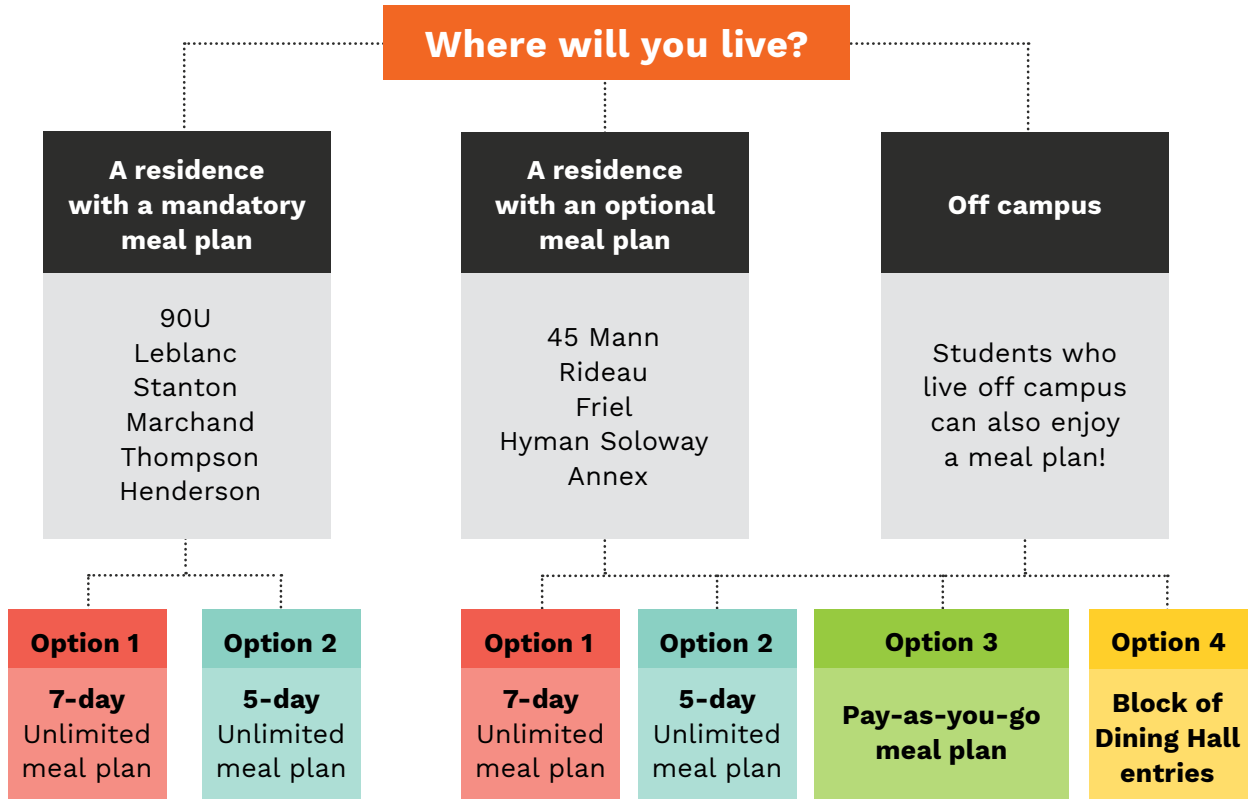 Where will you live?
A residence
with a mandatory
meal plan
90U
Leblanc
Stanton
Marchand
Thompson
Henderson
A residence
with an optional
meal plan
45 Mann
Rideau
Friel
Hyman Soloway
Annex
Off campus
Students who
live off campus
can also enjoy
a meal plan!
Option 1
7-day
Unlimited
meal plan
Option 2
5-day
Unlimited
meal plan
Option 1
7-day
Unlimited
meal plan
Option 2
5-day
Unlimited
meal plan
Option 3
Pay-as-you-go
meal plan
Option 4
Block of
Dining Hall
entries